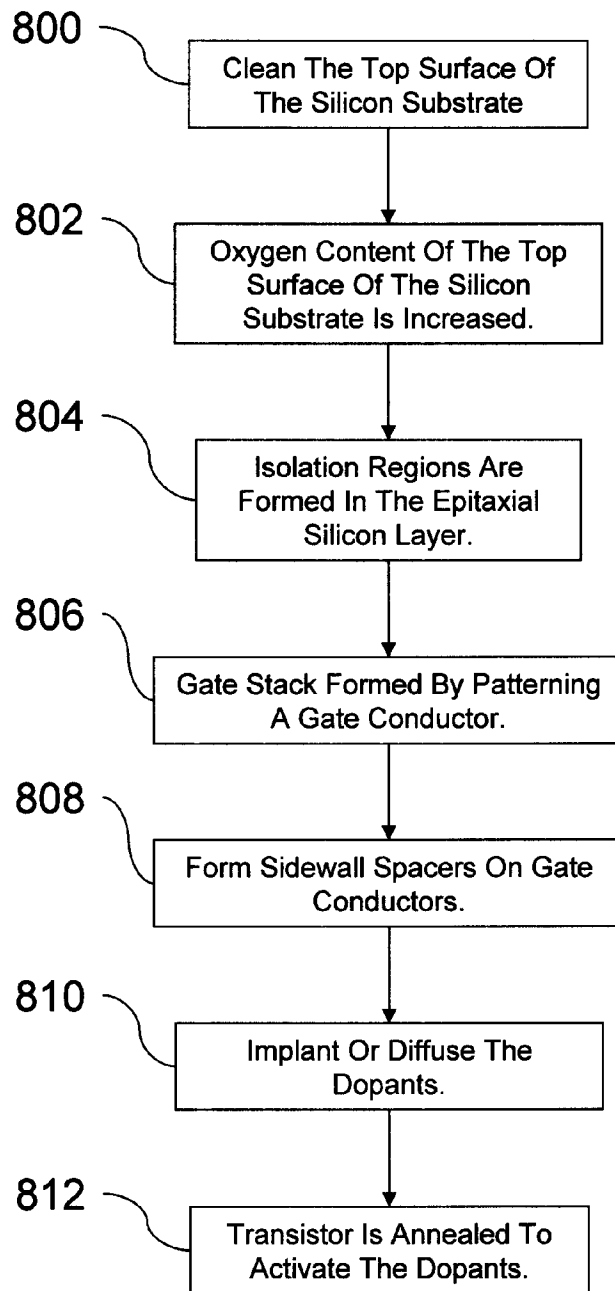 800
Clean The Top Surface Of
The Silicon Substrate
802
Oxygen Content Of The Top
Surface Of The Silicon
Substrate Is Increased.
804
Isolation Regions Are
Formed In The Epitaxial
Silicon Layer.
806
Gate Stack Formed By Patterning
A Gate Conductor.
808
Form Sidewall Spacers On Gate
Conductors.
810
Implant Or Diffuse The
Dopants.
812
Transistor Is Annealed To
Activate The Dopants.